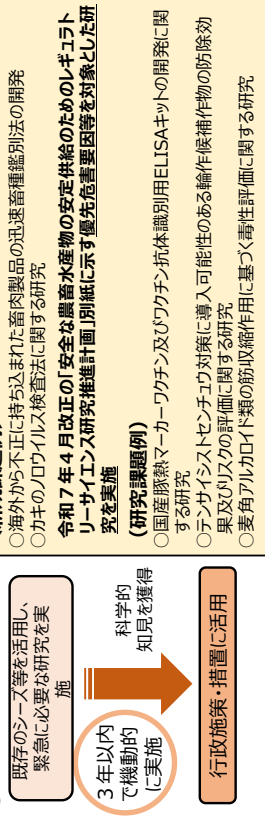 既存のシーズ等を活用し、
緊急に必要な研究を実
施
3年以内
で機動的
に実施
科学的
知見を獲得
行政施策・措置に活用
○海外から不正に持ち込まれた畜肉製品の迅速畜種鑑別法の開発
○カキのノロウイルス検査法に関する研究
令和7年4月改正の「安全な農畜水産物の安定供給のためのレギュラト
リーサイエンス研究推進計画」別紙に示す優先危害要因等を対象とした研
究を実施
(研究課題例)
○国産豚熱マーカーワクチン及びワクチン抗体識別用ELISAキットの開発に関
する研究
○テンサイシストセンチュウ対策に導入可能性のある輪作候補作物の防除効
果及びリスクの評価に関する研究
○麦角アルカロイド類の筋収縮作用に基づく毒性評価に関する研究